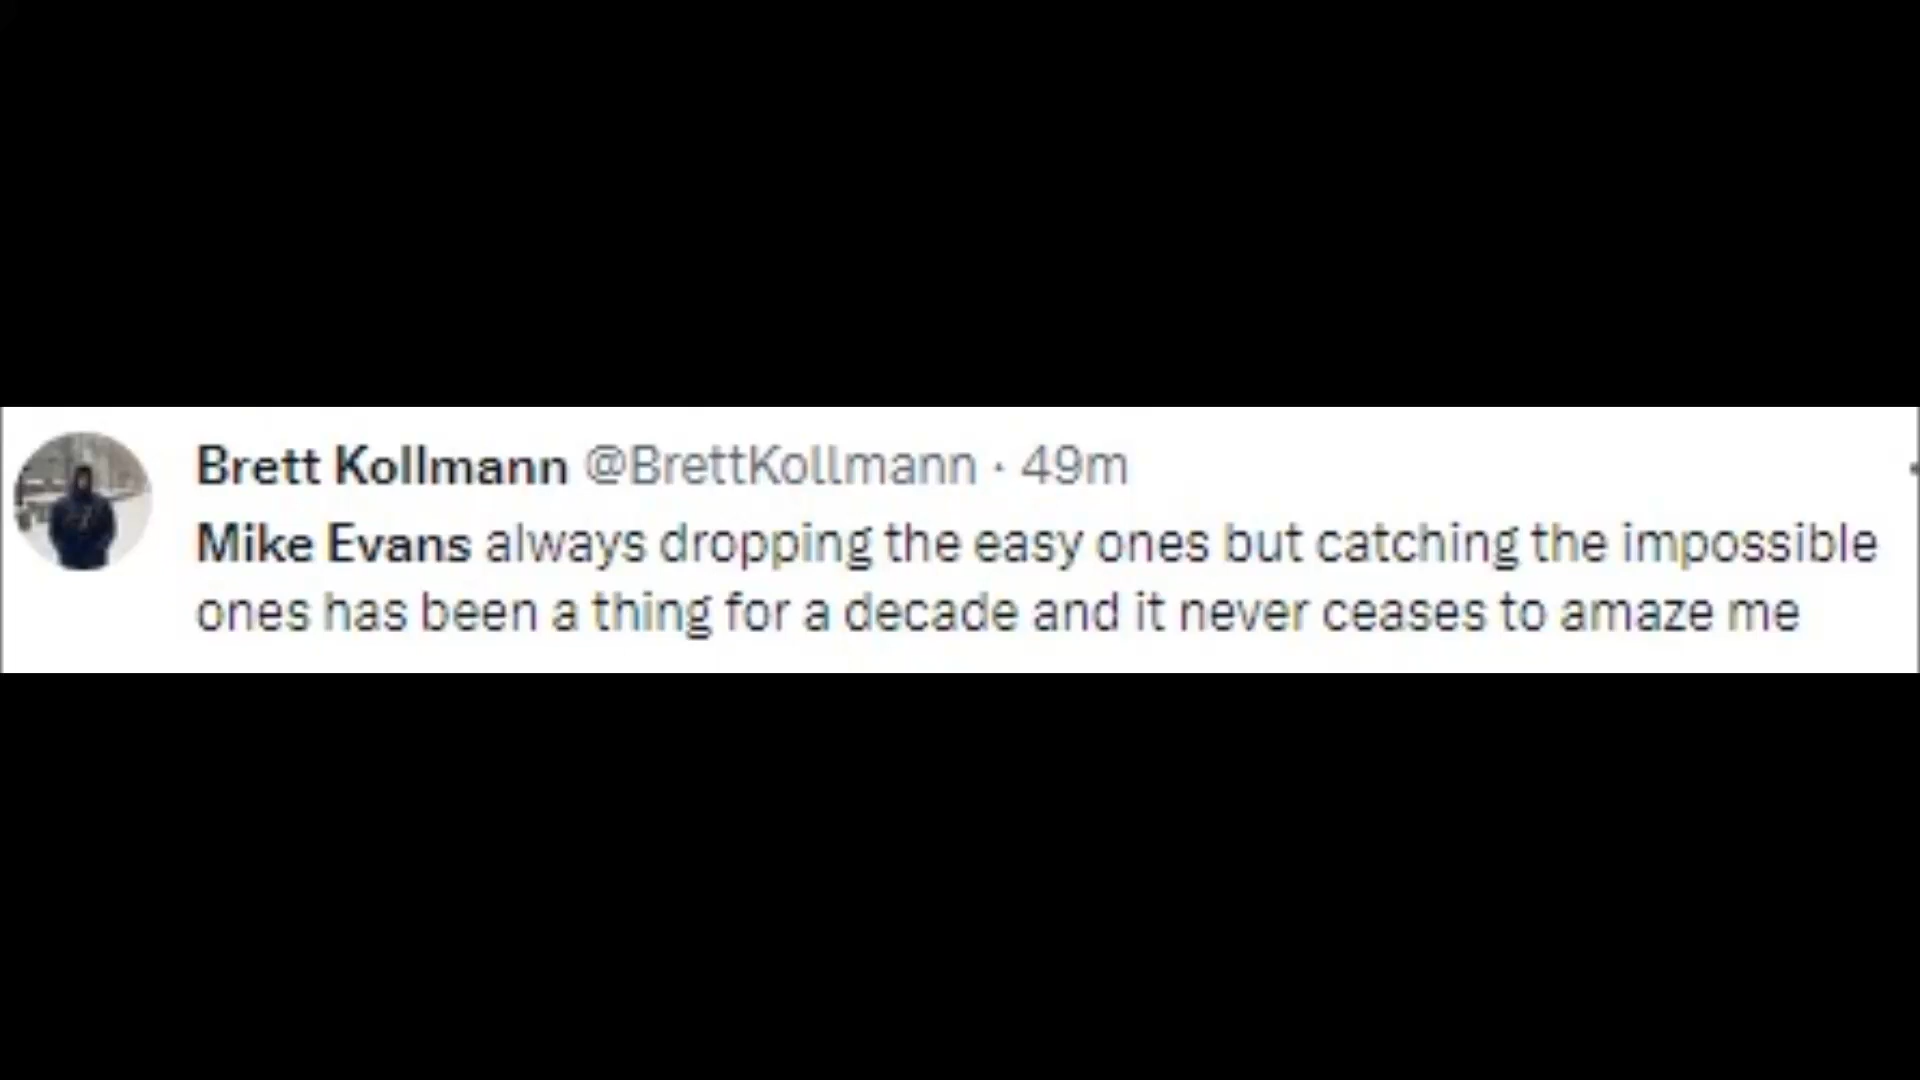 Brett Kollmann @BrettKollmann · 49m
Mike Evans always dropping the easy ones but catching the impossible
ones has been a thing for a decade and it never ceases to amaze me